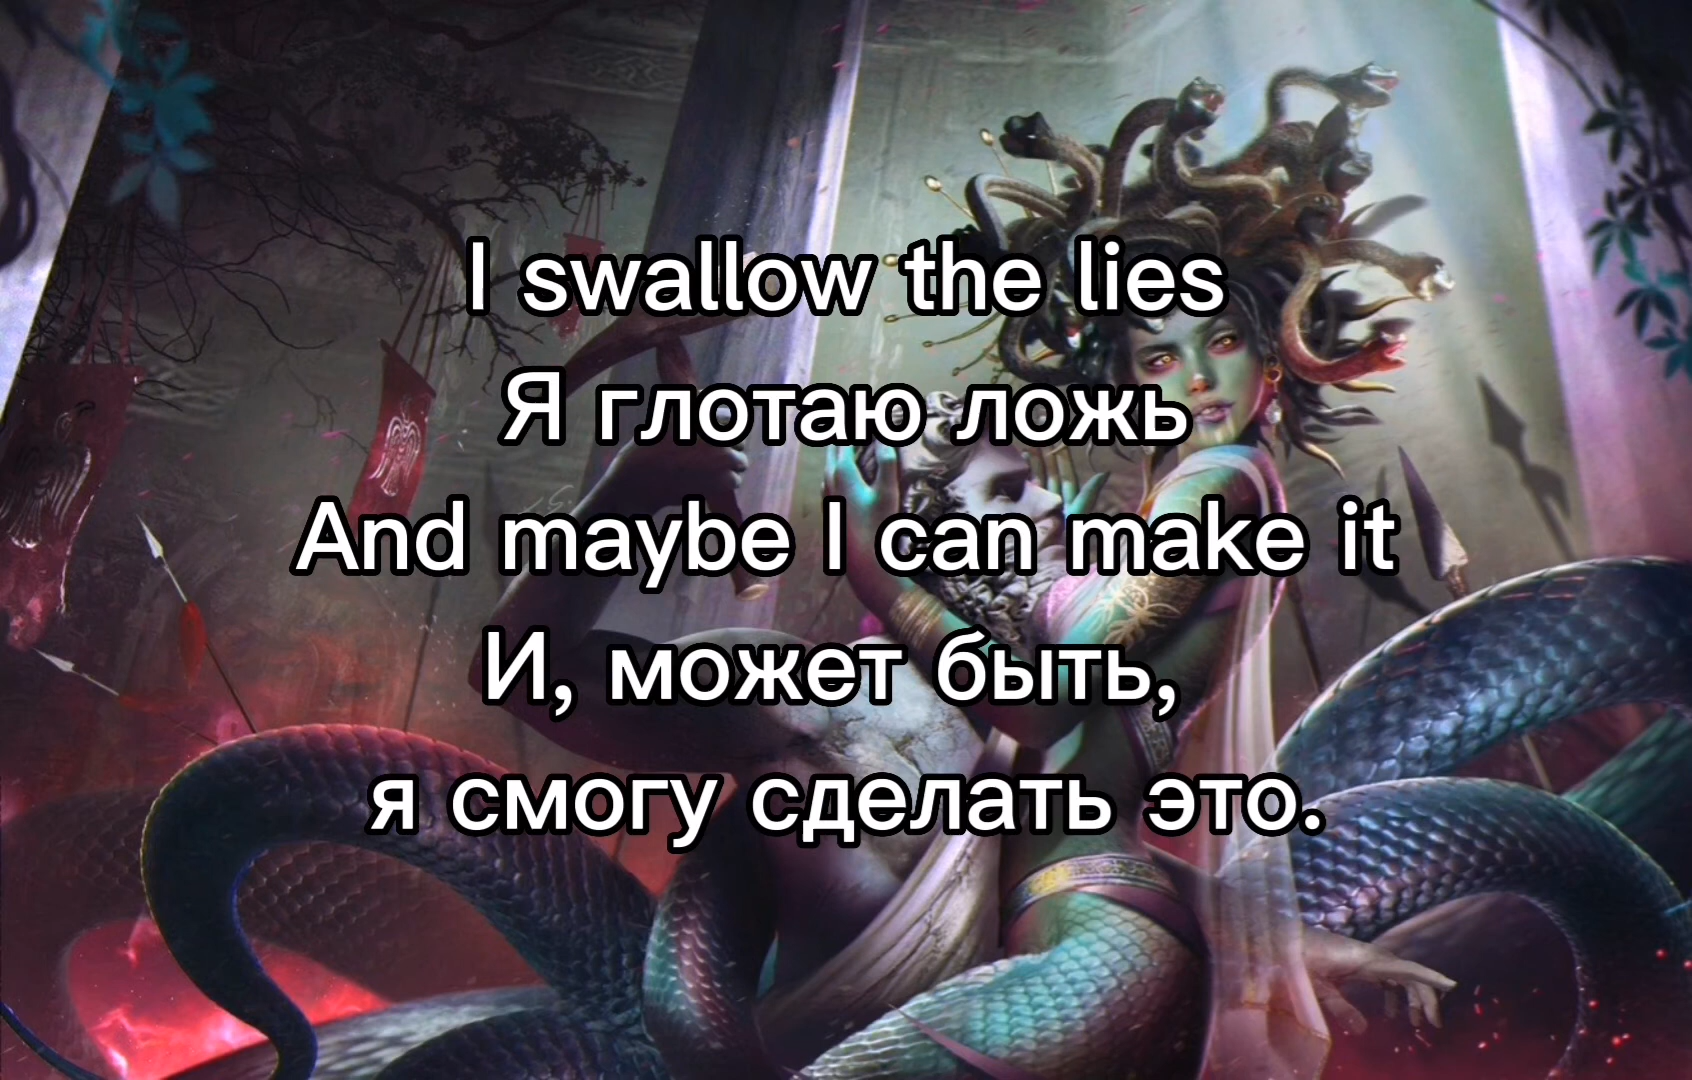 I swallow the lies
Я глотаю ложь
And maybe I can make it
И, может быть,
я смогу сделать это.